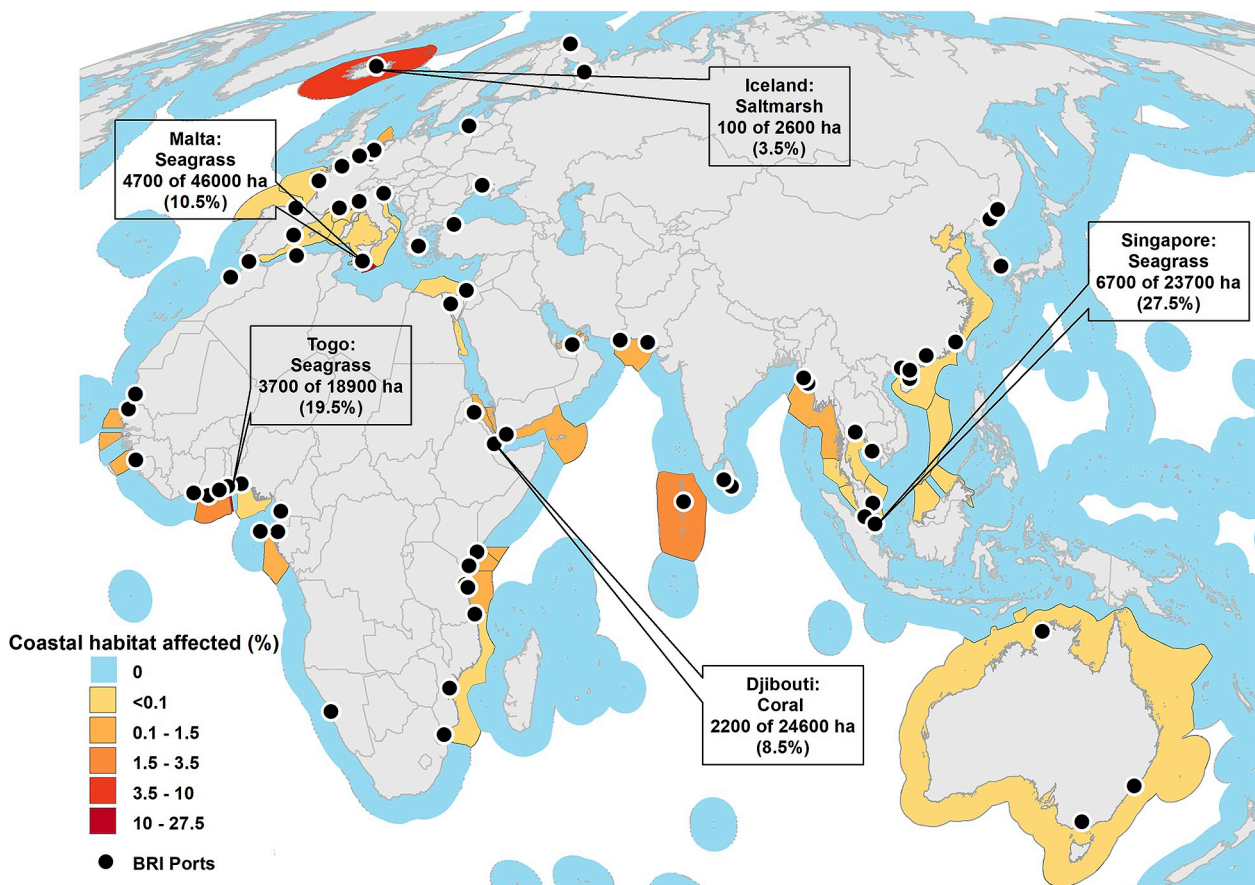 Iceland:
Saltmarsh
100 of 2600 ha
(3.5%)
Malta:
Seagrass
4700 of 46000 ha
(10.5%)
Singapore:
Seagrass
6700 of 23700 ha
(27.5%)
Togo:
Seagrass
3700 of 18900 ha
(19.5%)
Djibouti:
Coral
2200 of 24600 ha
(8.5%)
Coastal habitat affected (%)
0
<0.1
0.1 - 1.5
1.5 - 3.5
3.5 - 10
10 - 27.5
BRI Ports